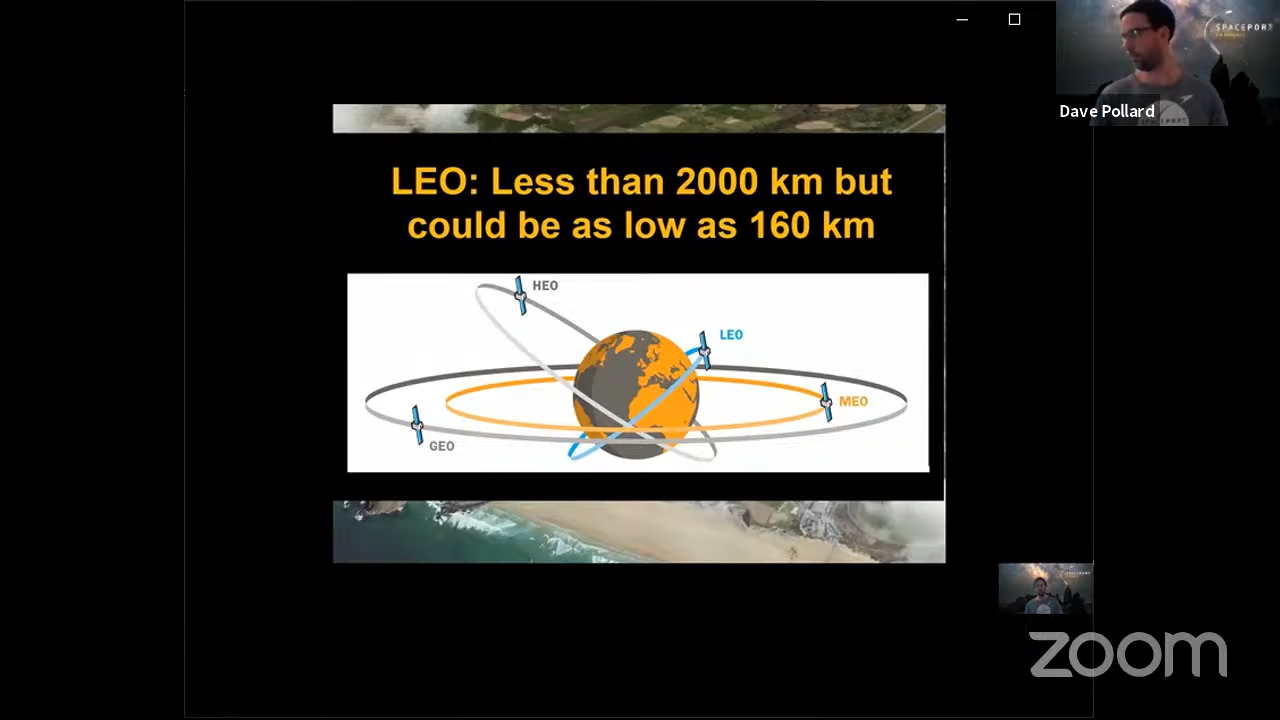 SPACEPORT
Dave Pollard
LEO: Less than 2000 km but
could be as low as 160 km
HEO
LEO
MEO
GEO
zoom